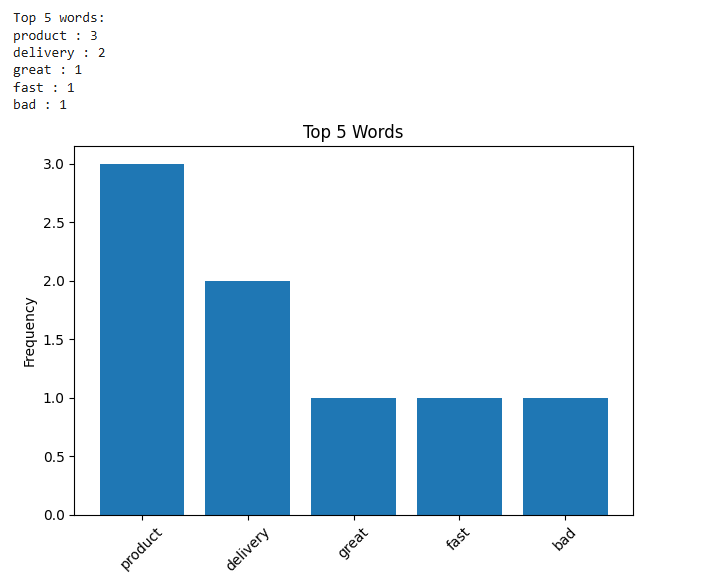 Top 5 words:
product : 3
delivery : 2
great : 1
fast : 1
bad : 1
Top 5 Words
3.0
2.5
2.0
1.5
1.0
0.5
0.0
Frequency
product
delivery
great
fast
bad